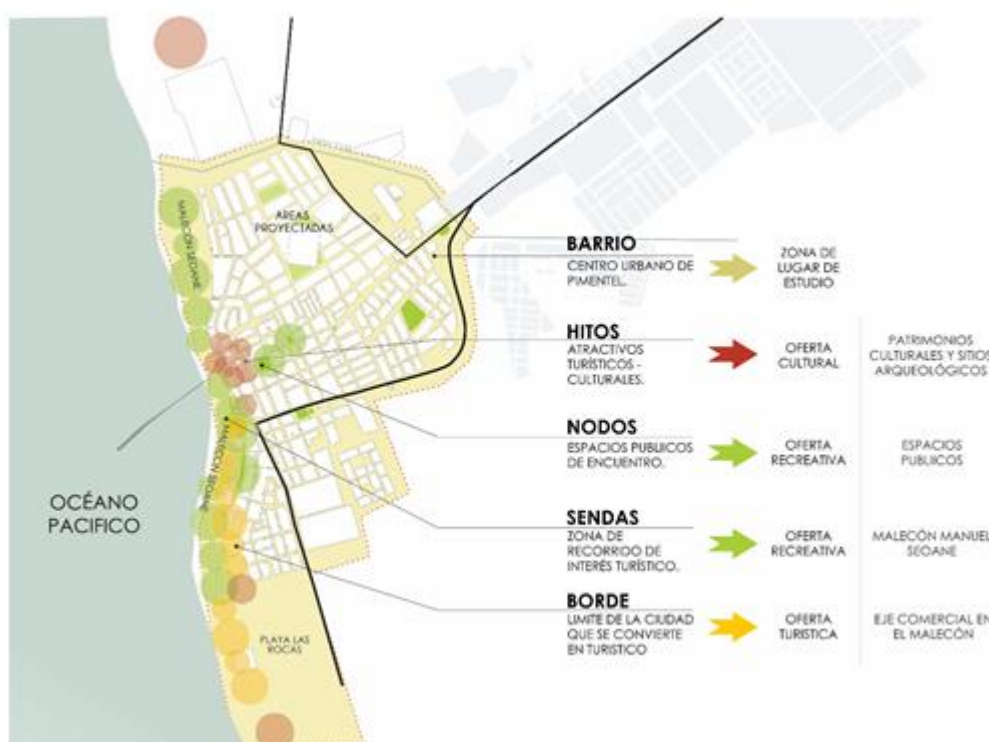 MALECÓN SEOANE
AREAS
PROYECTADAS
OCÉANO
PACIFICO
MALECON SEOANE
PLAYA LAS
ROCAS
BARRIO
CENTRO URBANO DE
PIMENTEL.
ZONA DE
LUGAR DE
ESTUDIO
HITOS
ATRACTIVOS
TURÍSTICOS -
CULTURALES.
OFERTA
CULTURAL
PATRIMONIOS
CULTURALES Y SITIOS
ARQUEOLÓGICOS
NODOS
ESPACIOS PUBLIICOS
DE ENCUENTRO.
OFERTA
RECREATIVA
ESPACIOS
PUBLIICOS
SENDAS
ZONA DE
RECORRIDO DE
INTERÉS TURÍSTICO.
OFERTA
RECREATIVA
MALECÓN MANUEL
SEOANE
BORDE
LIMITE DE LA CIUDAD
QUE SE CONVIERTE
EN TURISTICO
OFERTA
TURISTICA
EJE COMERCIAL EN
EL MALECÓN